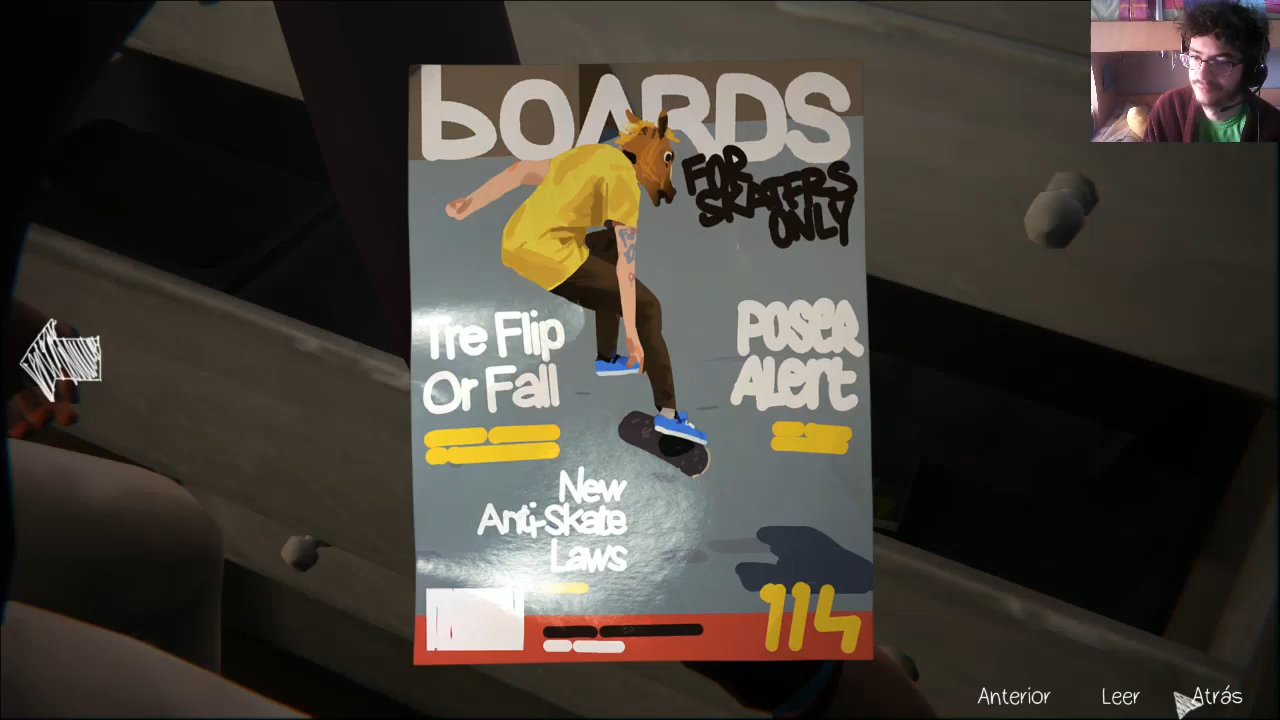 bOARDS
FOR
SKATERS
ONLY
Tre Flip
Or Fall
POSER
ALERT
New
Anti-Skate
Laws
114
Anterior Leer Atrás